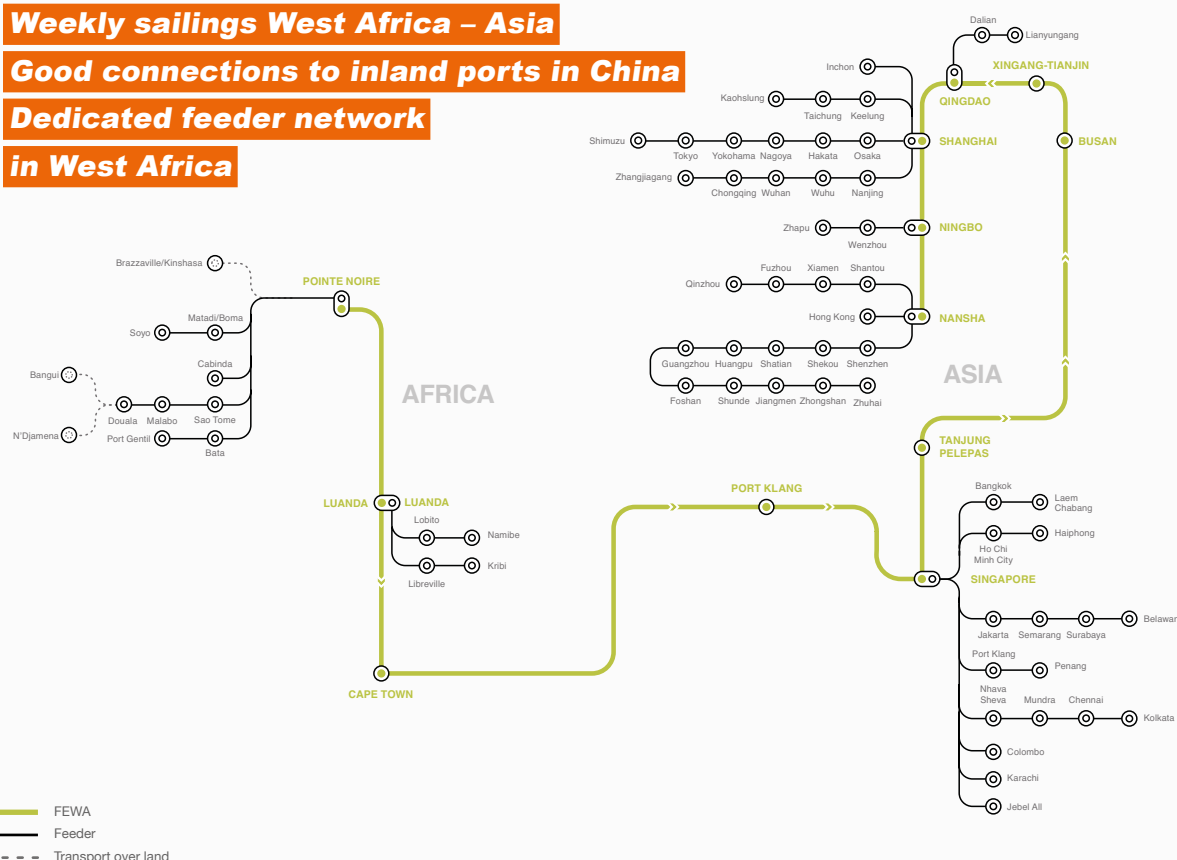 Weekly sailings West Africa – Asia
Good connections to inland ports in China
Dedicated feeder network
in West Africa
Dalian
Lianyungang
XINGANG-TIANJIN
QINGDAO
Inchon
Kaohslung
Taichung
Keelung
SHANGHAI
BUSAN
Shimuzu
Tokyo
Yokohama
Nagoya
Hakata
Osaka
Zhangjiagang
Chongqing
Wuhan
Wuhu
Nanjing
Zhapu
Wenzhou
NINGBO
Fuzhou
Xiamen
Shantou
Qinzhou
Hong Kong
NANSHA
Guangzhou
Huangpu
Shatian
Shekou
Shenzhen
Foshan
Shunde
Jiangmen
Zhongshan
Zhuhai
Brazzaville/Kinshasa
POINTE NOIRE
Matadi/Boma
Soyo
Cabinda
Bangui
Douala
Malabo
Sao Tome
N'Djamena
Port Gentil
Bata
AFRICA
ASIA
TANJUNG
PELEPAS
LUANDA
LUANDA
Lobito
Namibe
Libreville
Kribi
PORT KLANG
Bangkok
Laem
Chabang
Ho Chi
Minh City
Haiphong
SINGAPORE
Jakarta
Semarang
Surabaya
Belawan
Port Klang
Penang
Nhava
Sheva
Mundra
Chennai
Kolkata
Colombo
Karachi
Jebel All
CAPE TOWN
FEWA
Feeder
Transport over land